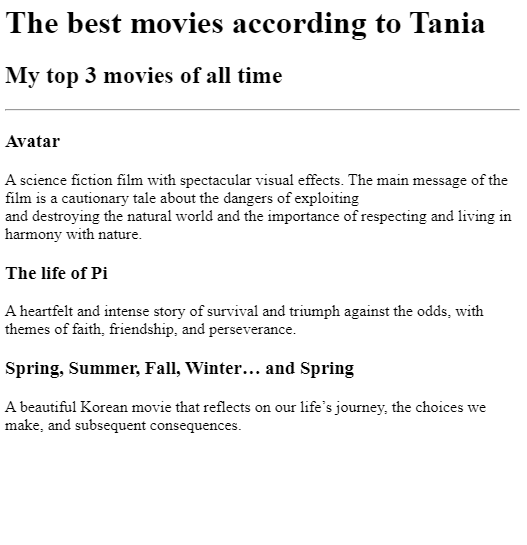 The best movies according to Tania
My top 3 movies of all time
Avatar
A science fiction film with spectacular visual effects. The main message of the
film is a cautionary tale about the dangers of exploiting
and destroying the natural world and the importance of respecting and living in
harmony with nature.
The life of Pi
A heartfelt and intense story of survival and triumph against the odds, with
themes of faith, friendship, and perseverance.
Spring, Summer, Fall, Winter… and Spring
A beautiful Korean movie that reflects on our life’s journey, the choices we
make, and subsequent consequences.